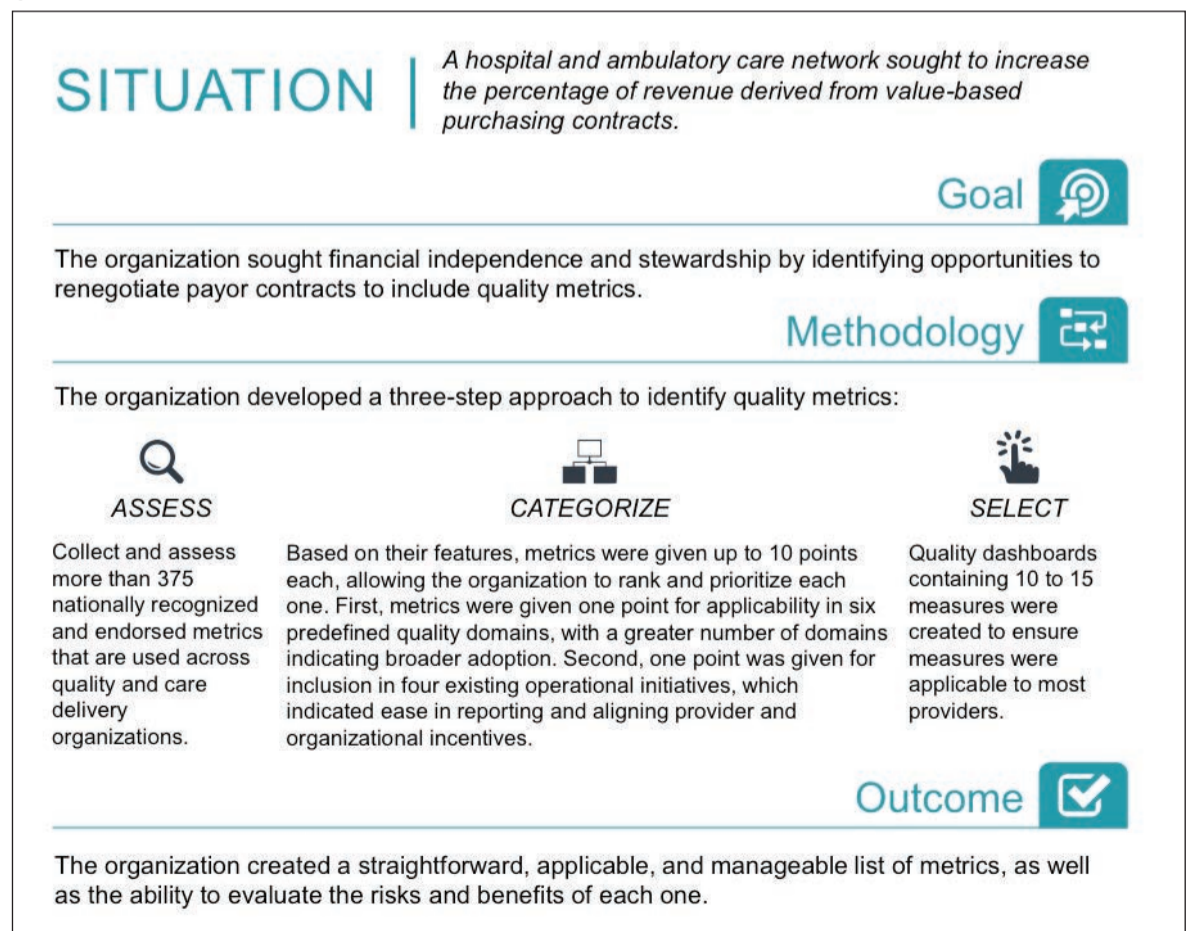 SITUATION
A hospital and ambulatory care network sought to increase
the percentage of revenue derived from value-based
purchasing contracts.
Goal
The organization sought financial independence and stewardship by identifying opportunities to
renegotiate payor contracts to include quality metrics.
Methodology
The organization developed a three-step approach to identify quality metrics:
ASSESS
Collect and assess
more than 375
nationally recognized
and endorsed metrics
that are used across
quality and care
delivery
organizations.
CATEGORIZE
Based on their features, metrics were given up to 10 points
each, allowing the organization to rank and prioritize each
one. First, metrics were given one point for applicability in six
predefined quality domains, with a greater number of domains
indicating broader adoption. Second, one point was given for
inclusion in four existing operational initiatives, which
indicated ease in reporting and aligning provider and
organizational incentives.
SELECT
Quality dashboards
containing 10 to 15
measures were
created to ensure
measures were
applicable to most
providers.
Outcome
The organization created a straightforward, applicable, and manageable list of metrics, as well
as the ability to evaluate the risks and benefits of each one.